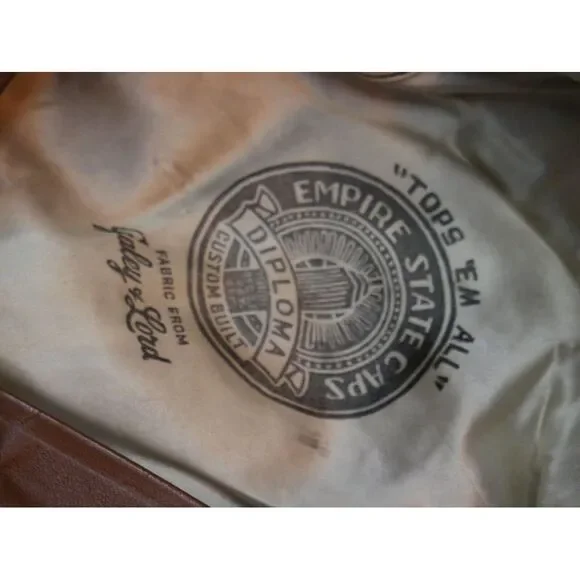 "TOPS 'EM ALL"
EMPIRE STATE CAPS
DIPLOMA
CUSTOM BUILT
FABRIC FROM
Galey & Lord